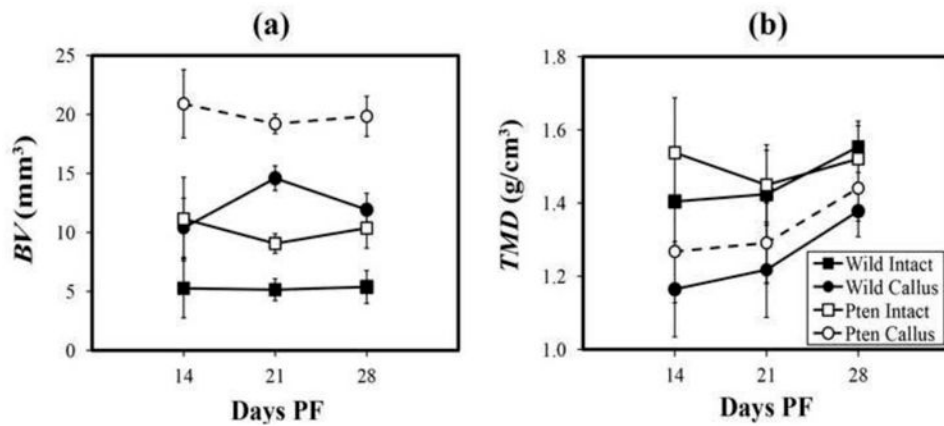 (a)
(b)
BV (mm³)
25
20
15
10
5
0
14
21
28
Days PF
TMD (g/cm³)
1.8
1.6
1.4
1.2
1.0
14
21
28
Days PF
Wild Intact
Wild Callus
Pten Intact
Pten Callus